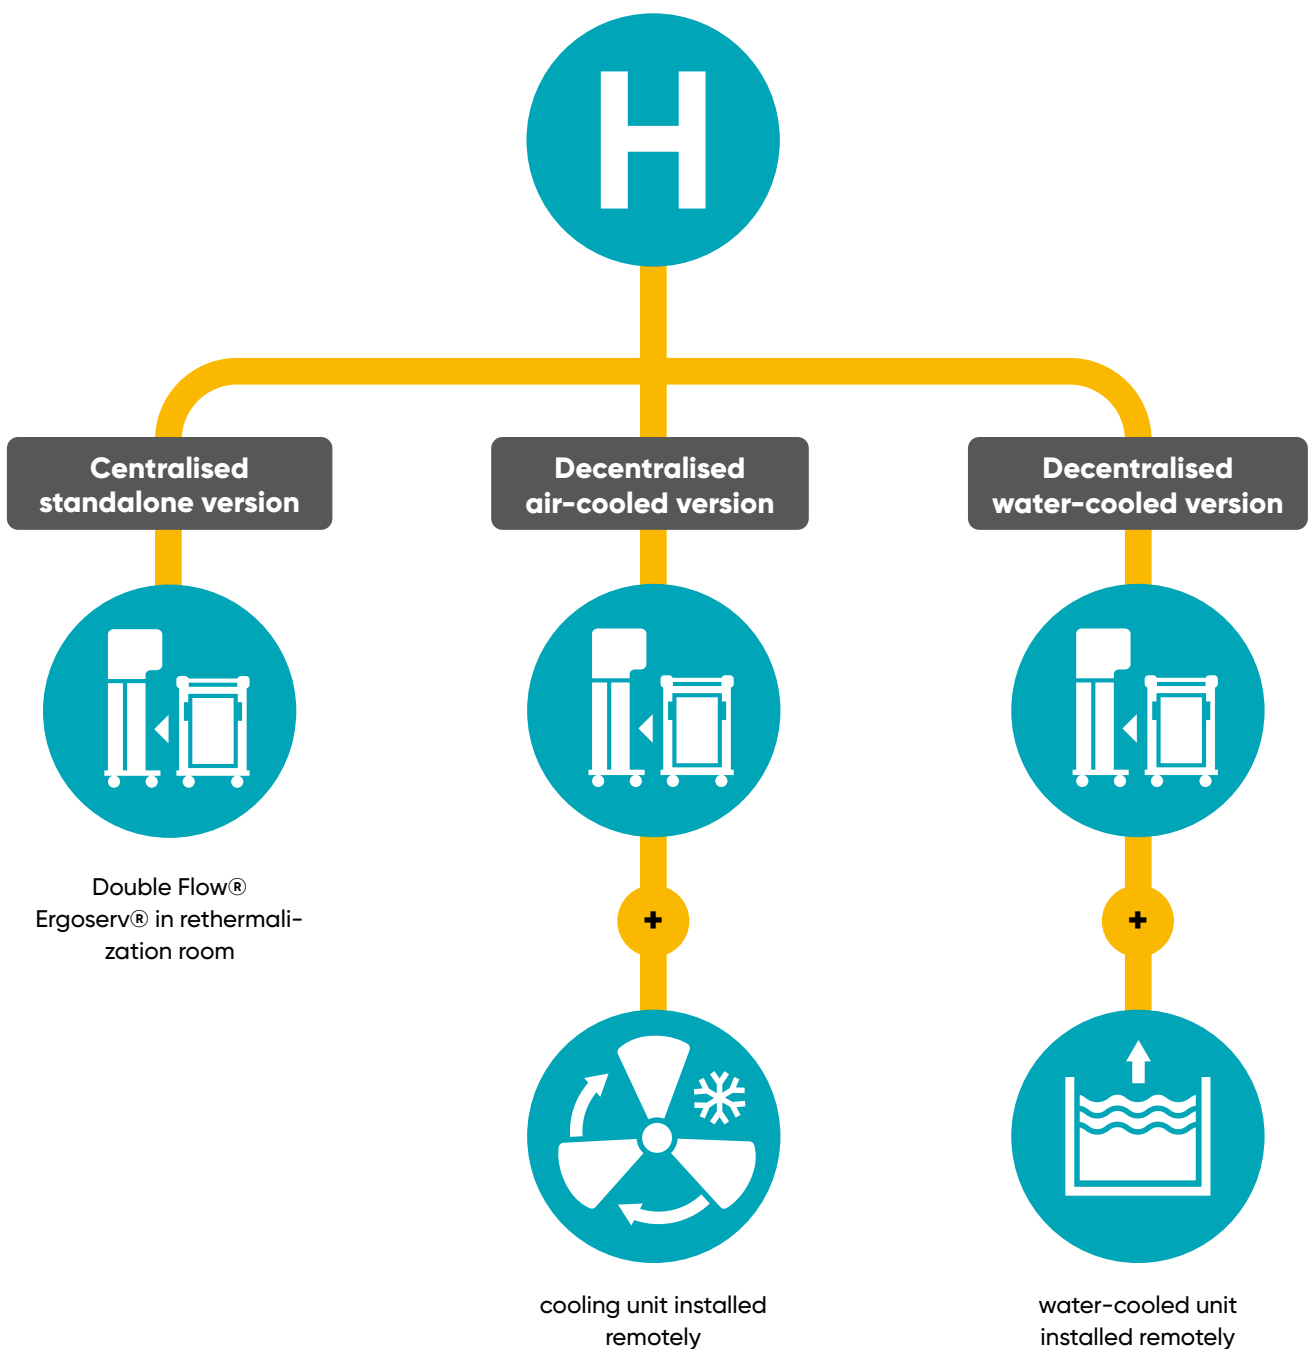 H
Centralised
standalone version
Decentralised
air-cooled version
Decentralised
water-cooled version
Double Flow®
Ergoserv® in rethermali-
zation room
+
+
cooling unit installed
remotely
water-cooled unit
installed remotely